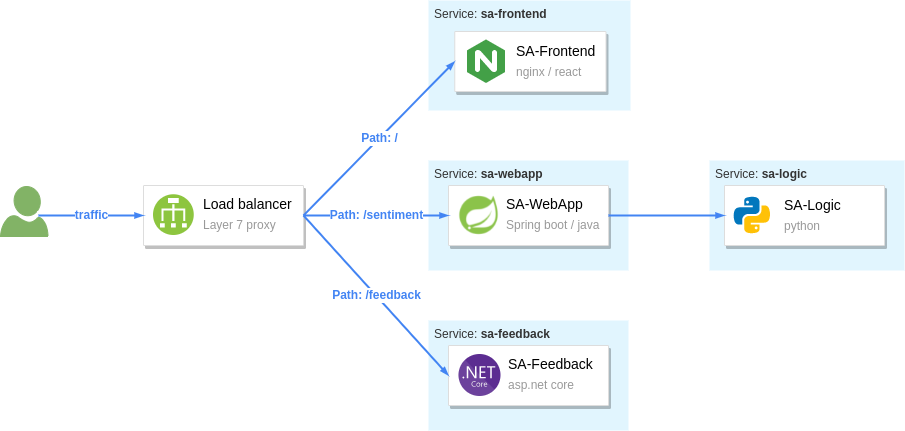 Service: sa-frontend
SA-Frontend
nginx / react
Path: /
Service: sa-webapp
Service: sa-logic
Load balancer
Layer 7 proxy
traffic
Path: /sentiment
SA-WebApp
Spring boot / java
SA-Logic
python
Path: /feedback
Service: sa-feedback
.NET
Core
SA-Feedback
asp.net core